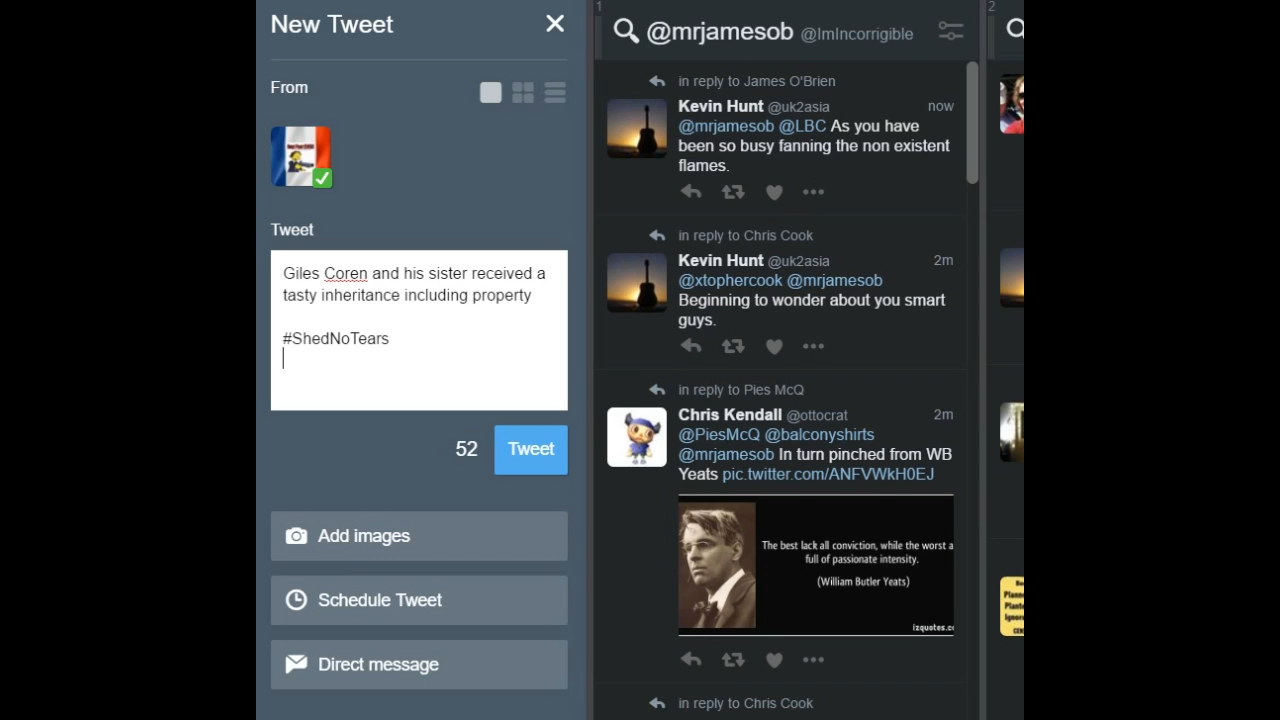 New Tweet
From
Tweet
Giles Coren and his sister received a
tasty inheritance including property
#ShedNoTears
52
Tweet
Add images
Schedule Tweet
Direct message
1
@mrjamesob @ImIncorrigible
in reply to James O'Brien
Kevin Hunt @uk2asia now
@mrjamesob @LBC As you have
been so busy fanning the non existent
flames.
in reply to Chris Cook
Kevin Hunt @uk2asia 2m
@xtophercook @mrjamesob
Beginning to wonder about you smart
guys.
in reply to Pies McQ
Chris Kendall @ottocrat 2m
@PiesMcQ @balconyshirts
@mrjamesob In turn pinched from WB
Yeats pic.twitter.com/ANFVWkH0EJ
The best lack all conviction, while the worst a
full of passionate intensity.
(William Butler Yeats)
izquotes.c
in reply to Chris Cook
2